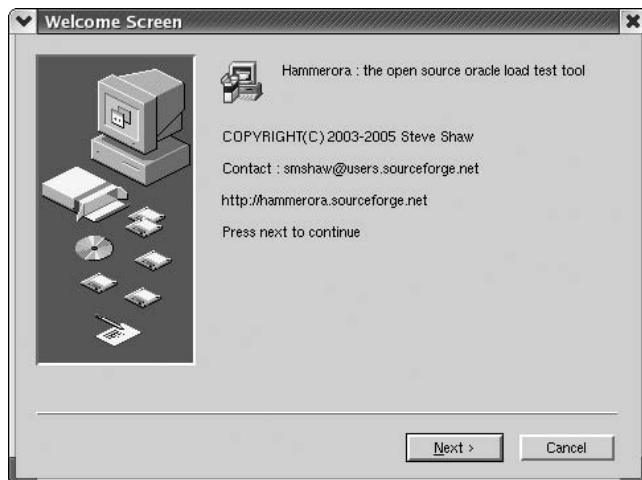 Welcome Screen
Hammerora : the open source oracle load test tool
COPYRIGHT(C) 2003-2005 Steve Shaw
Contact : smshaw@users.sourceforge.net
http://hammerora.sourceforge.net
Press next to continue
Next >
Cancel